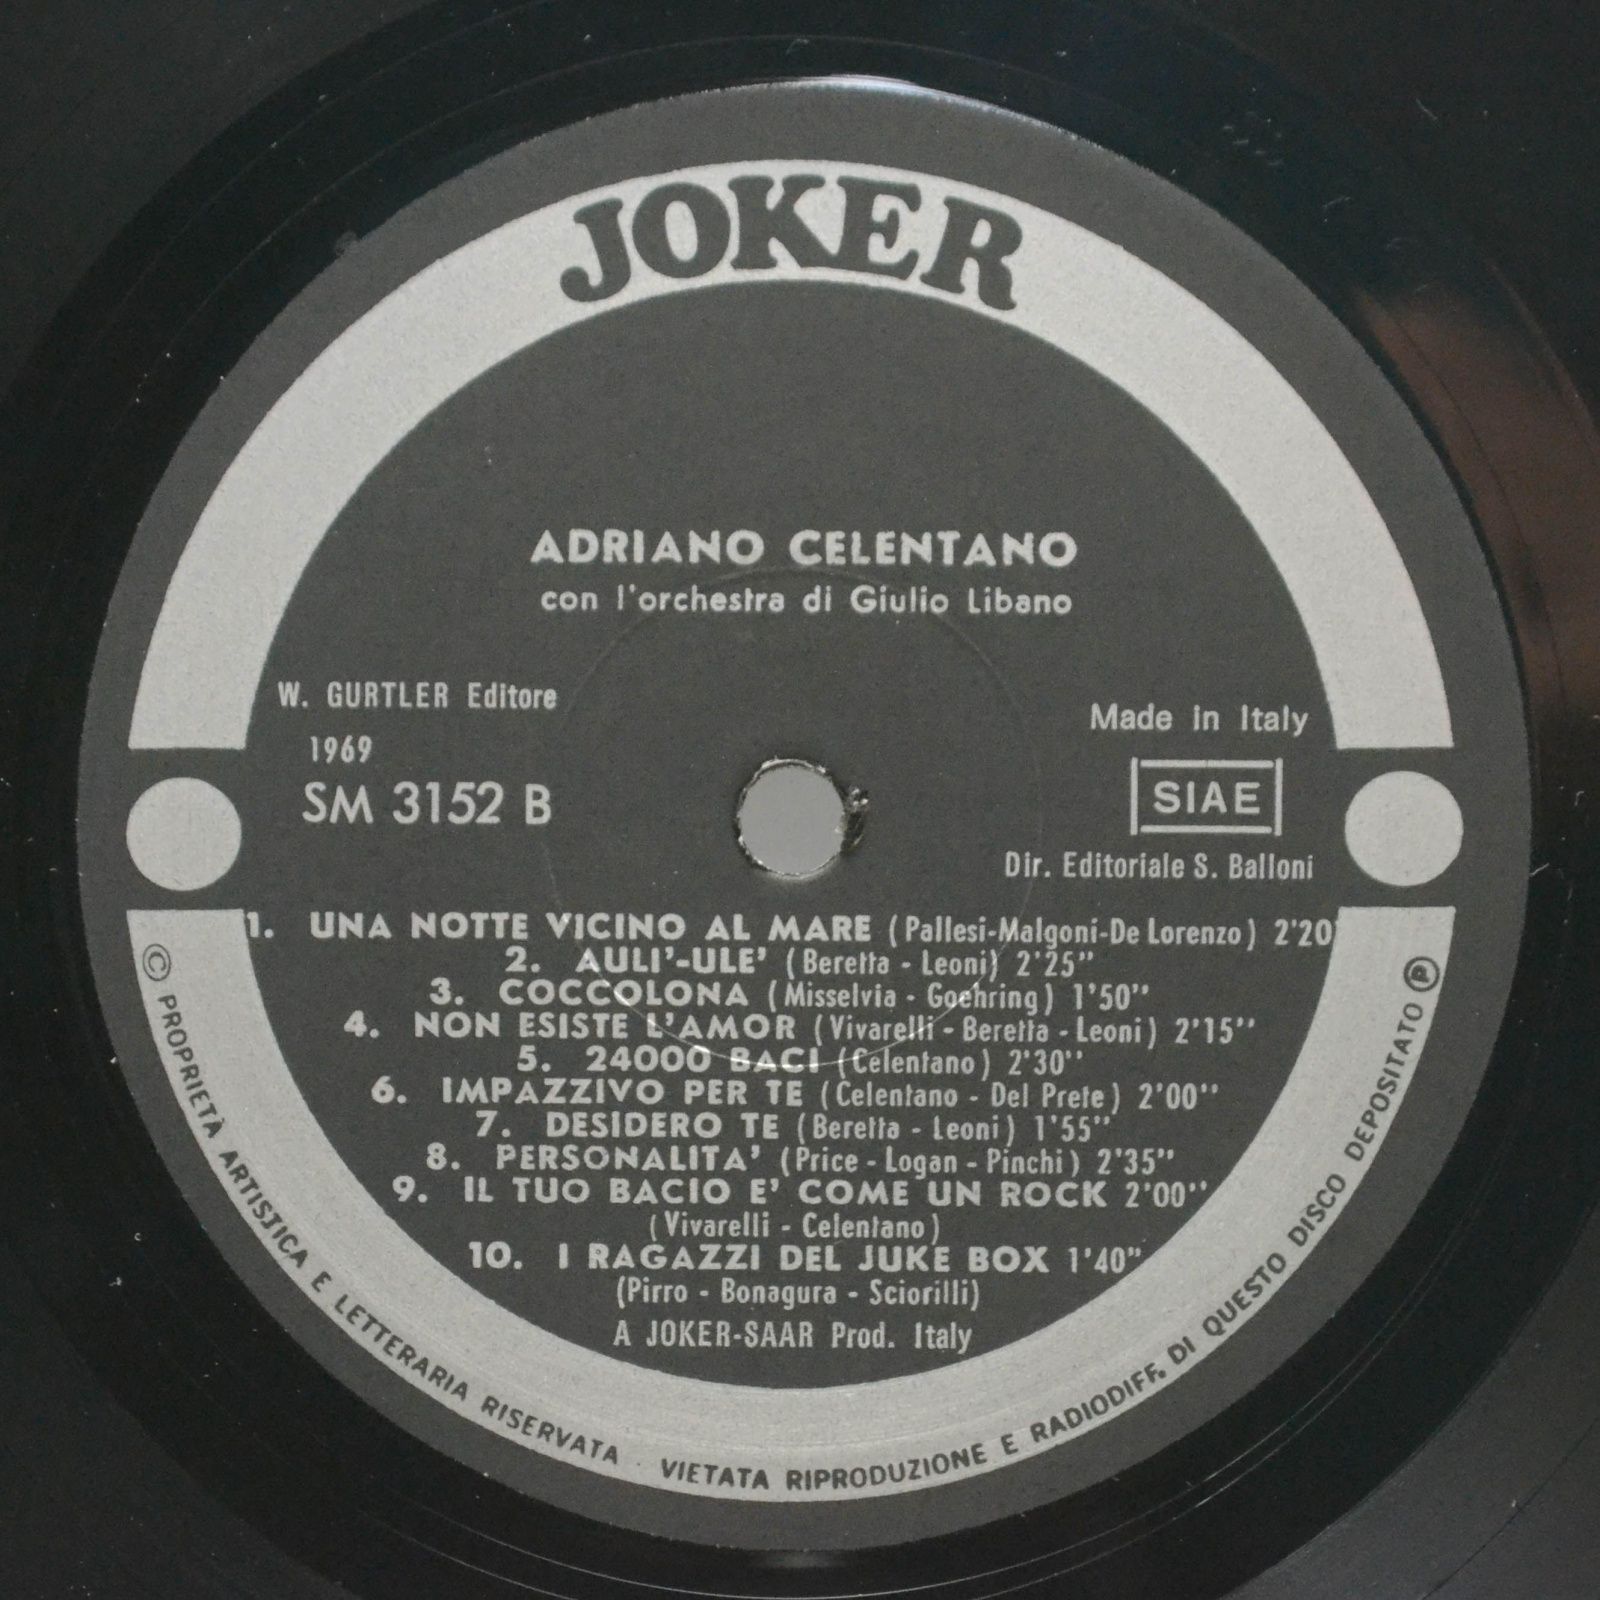 JOKER
ADRIANO CELENTANO
con l'orchestra di Giulio Libano
W. GURTLER Editore
1969
SM 3152 B
Made in Italy
SIAE
Dir. Editoriale S. Balloni
1. UNA NOTTE VICINO AL MARE (Pallesi-Malgoni-De Lorenzo) 2'20'
2. AULI'-ULE' (Beretta - Leoni) 2'25''
3. COCCOLONA (Misselvia - Goehring) 1'50''
4. NON ESISTE L'AMOR (Vivarelli - Beretta - Leoni) 2'15''
5. 24000 BACI (Celentano) 2'30''
6. IMPAZZIVO PER TE (Celentano - Del Prete) 2'00''
7. DESIDERO TE (Beretta - Leoni) 1'55''
8. PERSONALITA' (Price - Logan - Pinchi) 2'35''
9. IL TUO BACIO E' COME UN ROCK 2'00''
(Vivarelli - Celentano)
10. I RAGAZZI DEL JUKE BOX 1'40''
(Pirro - Bonagura - Sciorilli)
A JOKER-SAAR Prod. Italy
© PROPRIETÀ ARTISTICA E LETTERARIA RISERVATA · VIETATA RIPRODUZIONE E RADIODIFF. DI QUESTO DISCO DEPOSITATO ℗